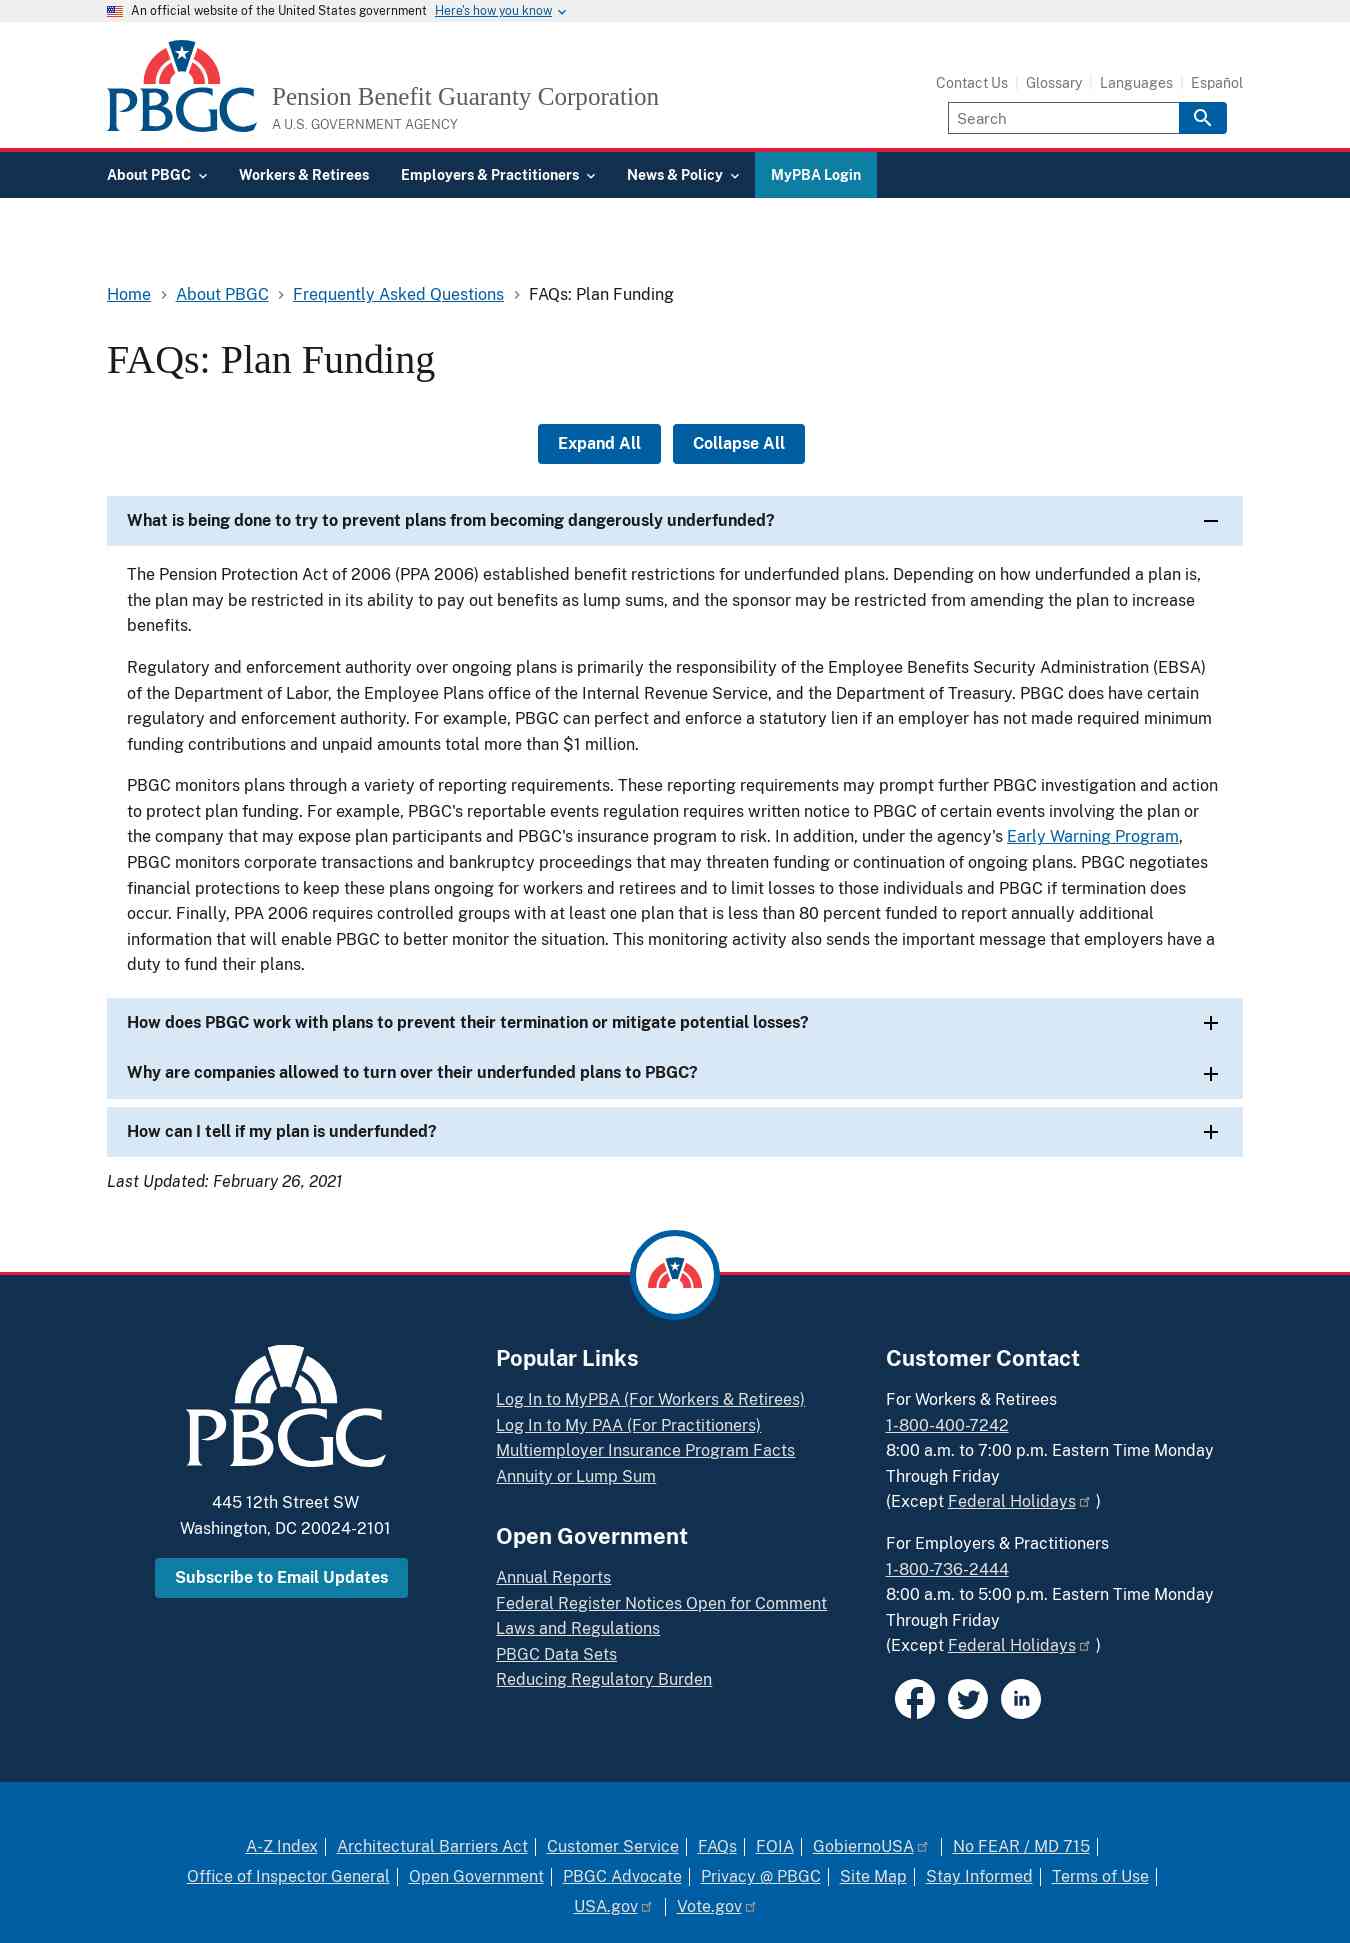 An official website of the United States government Here's how you know
PBGC
Pension Benefit Guaranty Corporation
A U.S. GOVERNMENT AGENCY
Contact Us Glossary Languages Español
Search
About PBGC Workers & Retirees Employers & Practitioners News & Policy MyPBA Login
Home About PBGC Frequently Asked Questions FAQs: Plan Funding
FAQs: Plan Funding
Expand All Collapse All
What is being done to try to prevent plans from becoming dangerously underfunded?
The Pension Protection Act of 2006 (PPA 2006) established benefit restrictions for underfunded plans. Depending on how underfunded a plan is,
the plan may be restricted in its ability to pay out benefits as lump sums, and the sponsor may be restricted from amending the plan to increase
benefits.
Regulatory and enforcement authority over ongoing plans is primarily the responsibility of the Employee Benefits Security Administration (EBSA)
of the Department of Labor, the Employee Plans office of the Internal Revenue Service, and the Department of Treasury. PBGC does have certain
regulatory and enforcement authority. For example, PBGC can perfect and enforce a statutory lien if an employer has not made required minimum
funding contributions and unpaid amounts total more than $1 million.
PBGC monitors plans through a variety of reporting requirements. These reporting requirements may prompt further PBGC investigation and action
to protect plan funding. For example, PBGC's reportable events regulation requires written notice to PBGC of certain events involving the plan or
the company that may expose plan participants and PBGC's insurance program to risk. In addition, under the agency's Early Warning Program,
PBGC monitors corporate transactions and bankruptcy proceedings that may threaten funding or continuation of ongoing plans. PBGC negotiates
financial protections to keep these plans ongoing for workers and retirees and to limit losses to those individuals and PBGC if termination does
occur. Finally, PPA 2006 requires controlled groups with at least one plan that is less than 80 percent funded to report annually additional
information that will enable PBGC to better monitor the situation. This monitoring activity also sends the important message that employers have a
duty to fund their plans.
How does PBGC work with plans to prevent their termination or mitigate potential losses?
Why are companies allowed to turn over their underfunded plans to PBGC?
How can I tell if my plan is underfunded?
Last Updated: February 26, 2021
PBGC
445 12th Street SW
Washington, DC 20024-2101
Subscribe to Email Updates
Popular Links
Log In to MyPBA (For Workers & Retirees)
Log In to My PAA (For Practitioners)
Multiemployer Insurance Program Facts
Annuity or Lump Sum
Open Government
Annual Reports
Federal Register Notices Open for Comment
Laws and Regulations
PBGC Data Sets
Reducing Regulatory Burden
Customer Contact
For Workers & Retirees
1-800-400-7242
8:00 a.m. to 7:00 p.m. Eastern Time Monday
Through Friday
(Except Federal Holidays )
For Employers & Practitioners
1-800-736-2444
8:00 a.m. to 5:00 p.m. Eastern Time Monday
Through Friday
(Except Federal Holidays )
A-Z Index Architectural Barriers Act Customer Service FAQs FOIA GobiernoUSA No FEAR / MD 715
Office of Inspector General Open Government PBGC Advocate Privacy @ PBGC Site Map Stay Informed Terms of Use
USA.gov Vote.gov